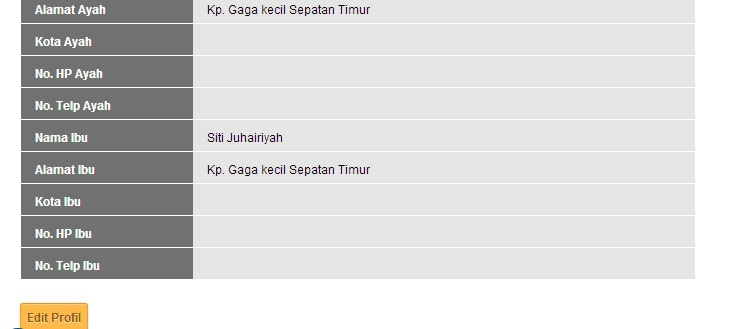 Alamat Ayah Kp. Gaga kecil Sepatan Timur
Kota Ayah
No. HP Ayah
No. Telp Ayah
Nama Ibu Siti Juhairiyah
Alamat Ibu Kp. Gaga kecil Sepatan Timur
Kota Ibu
No. HP Ibu
No. Telp Ibu
Edit Profil